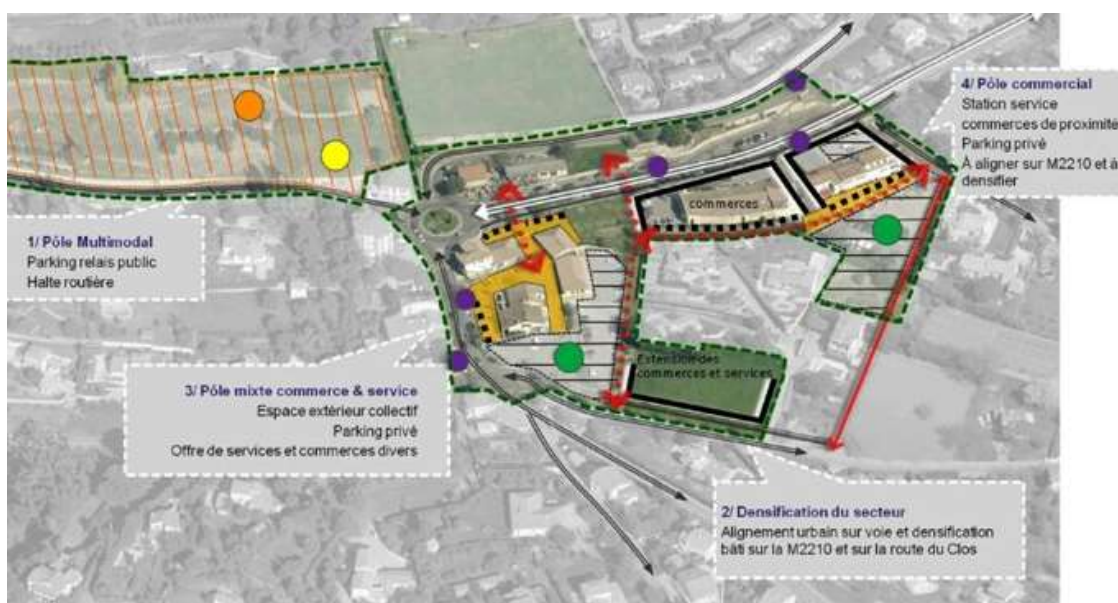 4/ Pôle commercial
Station service
commerces de proximité
Parking privé
À aligner sur M2210 et à
densifier
commerces
1/ Pôle Multimodal
Parking relais public
Halte routière
Extension des
commerces et services
3/ Pôle mixte commerce & service
Espace extérieur collectif
Parking privé
Offre de services et commerces divers
2/ Densification du secteur
Alignement urbain sur voie et densification
bâti sur la M2210 et sur la route du Clos